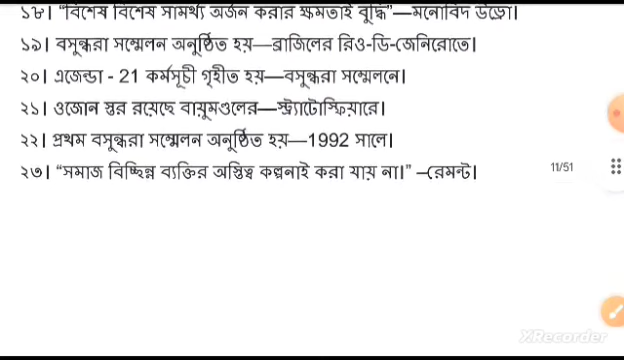 ১৮। "বিশেষ বিশেষ সামর্থ্য অর্জন করার ক্ষমতাই বুদ্ধি"—মনোবিদ উড্রো।
১৯। বসুন্ধরা সম্মেলন অনুষ্ঠিত হয়—ব্রাজিলের রিও-ডি-জেনিরোতে।
২০। এজেন্ডা - 21 কর্মসূচী গৃহীত হয়—বসুন্ধরা সম্মেলনে।
২১। ওজোন স্তর রয়েছে বায়ুমণ্ডলের—স্ট্র্যাটোস্ফিয়ারে।
২২। প্রথম বসুন্ধরা সম্মেলন অনুষ্ঠিত হয়—1992 সালে।
২৩। "সমাজ বিচ্ছিন্ন ব্যক্তির অস্তিত্ব কল্পনাই করা যায় না।" –রেমন্ট।
11/51
XRecorder